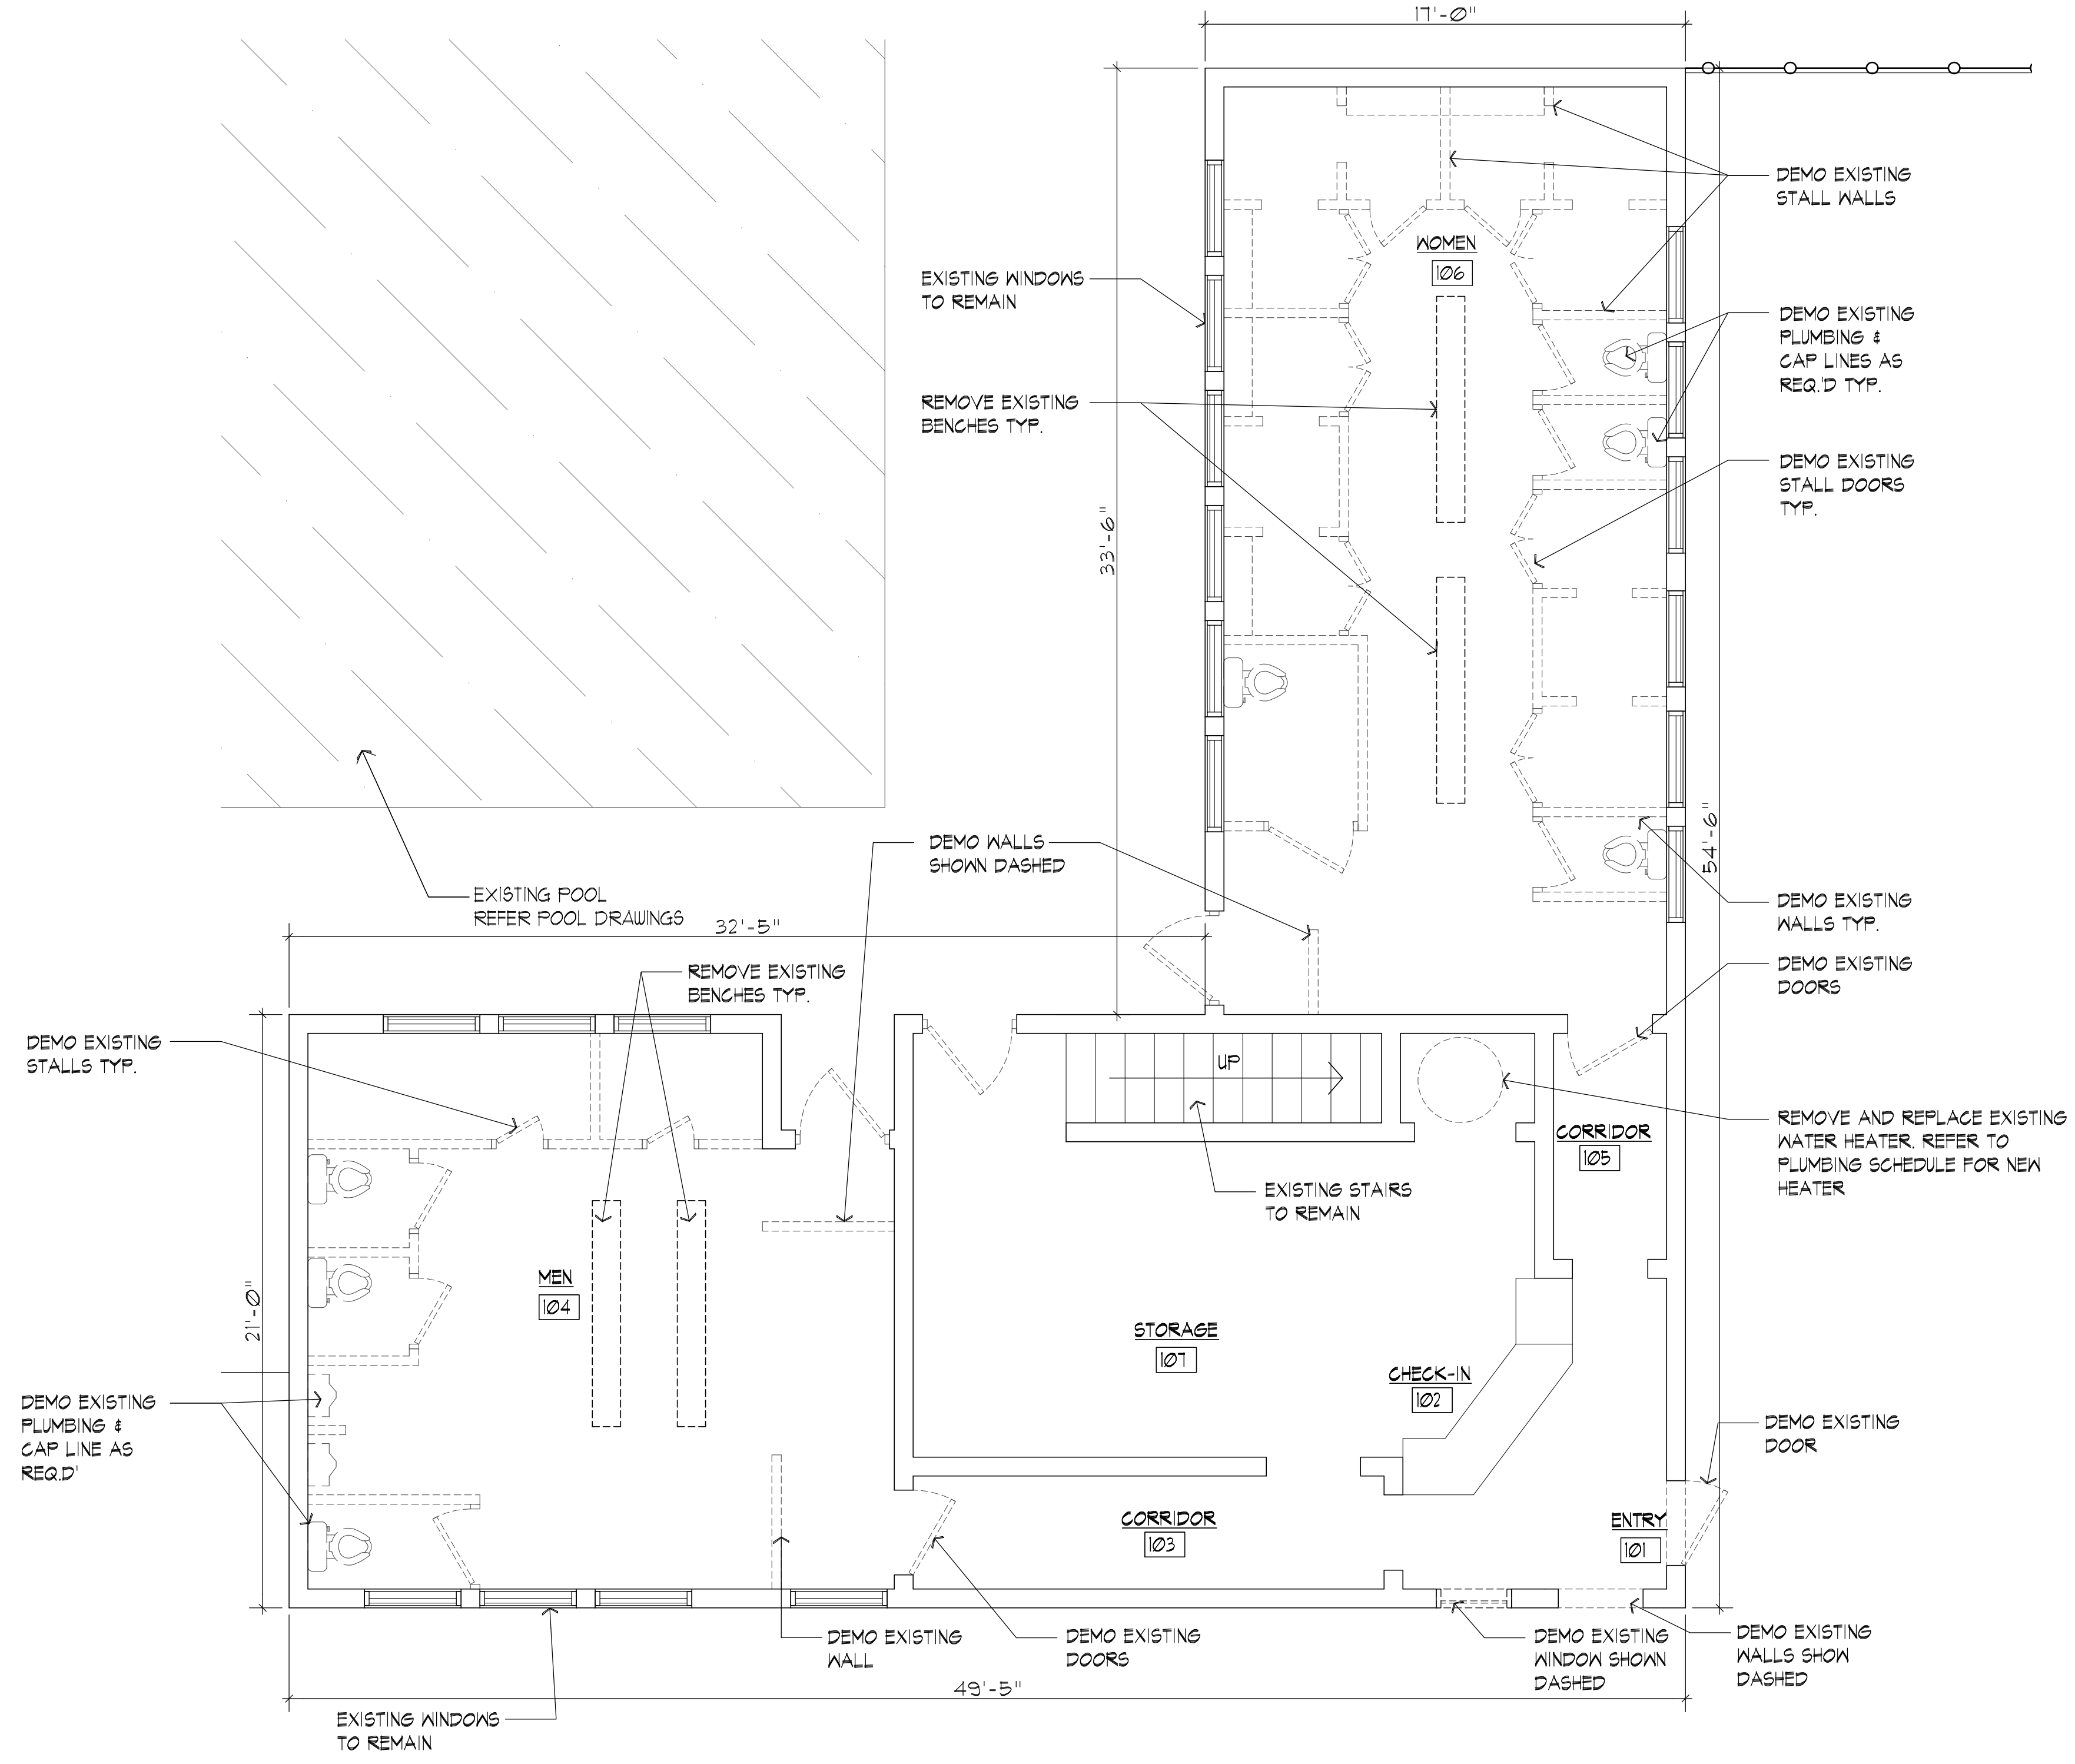 17'-0"
DEMO EXISTING
STALL WALLS
WOMEN
106
EXISTING WINDOWS
TO REMAIN
DEMO EXISTING
PLUMBING &
CAP LINES AS
REQ.'D TYP.
REMOVE EXISTING
BENCHES TYP.
DEMO EXISTING
STALL DOORS
TYP.
33'-6"
54'-6"
DEMO WALLS
SHOWN DASHED
EXISTING POOL
REFER POOL DRAWINGS
32'-5"
DEMO EXISTING
WALLS TYP.
REMOVE EXISTING
BENCHES TYP.
DEMO EXISTING
DOORS
DEMO EXISTING
STALLS TYP.
UP
REMOVE AND REPLACE EXISTING
WATER HEATER. REFER TO
PLUMBING SCHEDULE FOR NEW
HEATER
CORRIDOR
105
EXISTING STAIRS
TO REMAIN
MEN
104
21'-0"
STORAGE
107
CHECK-IN
102
DEMO EXISTING
PLUMBING &
CAP LINE AS
REQ.D'
DEMO EXISTING
DOOR
CORRIDOR
103
ENTRY
101
DEMO EXISTING
WALL
DEMO EXISTING
DOORS
DEMO EXISTING
WINDOW SHOWN
DASHED
DEMO EXISTING
WALLS SHOW
DASHED
49'-5"
EXISTING WINDOWS
TO REMAIN